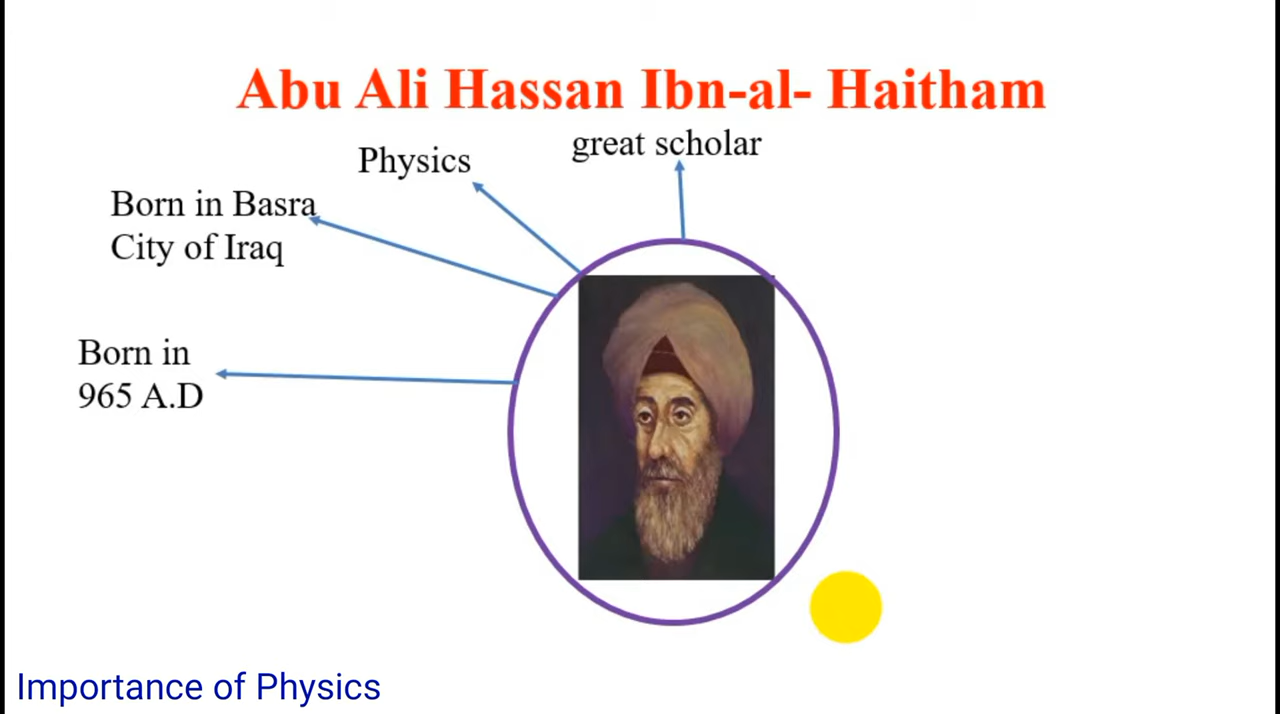 Abu Ali Hassan Ibn-al- Haitham
great scholar
Physics
Born in Basra
City of Iraq
Born in
965 A.D
Importance of Physics